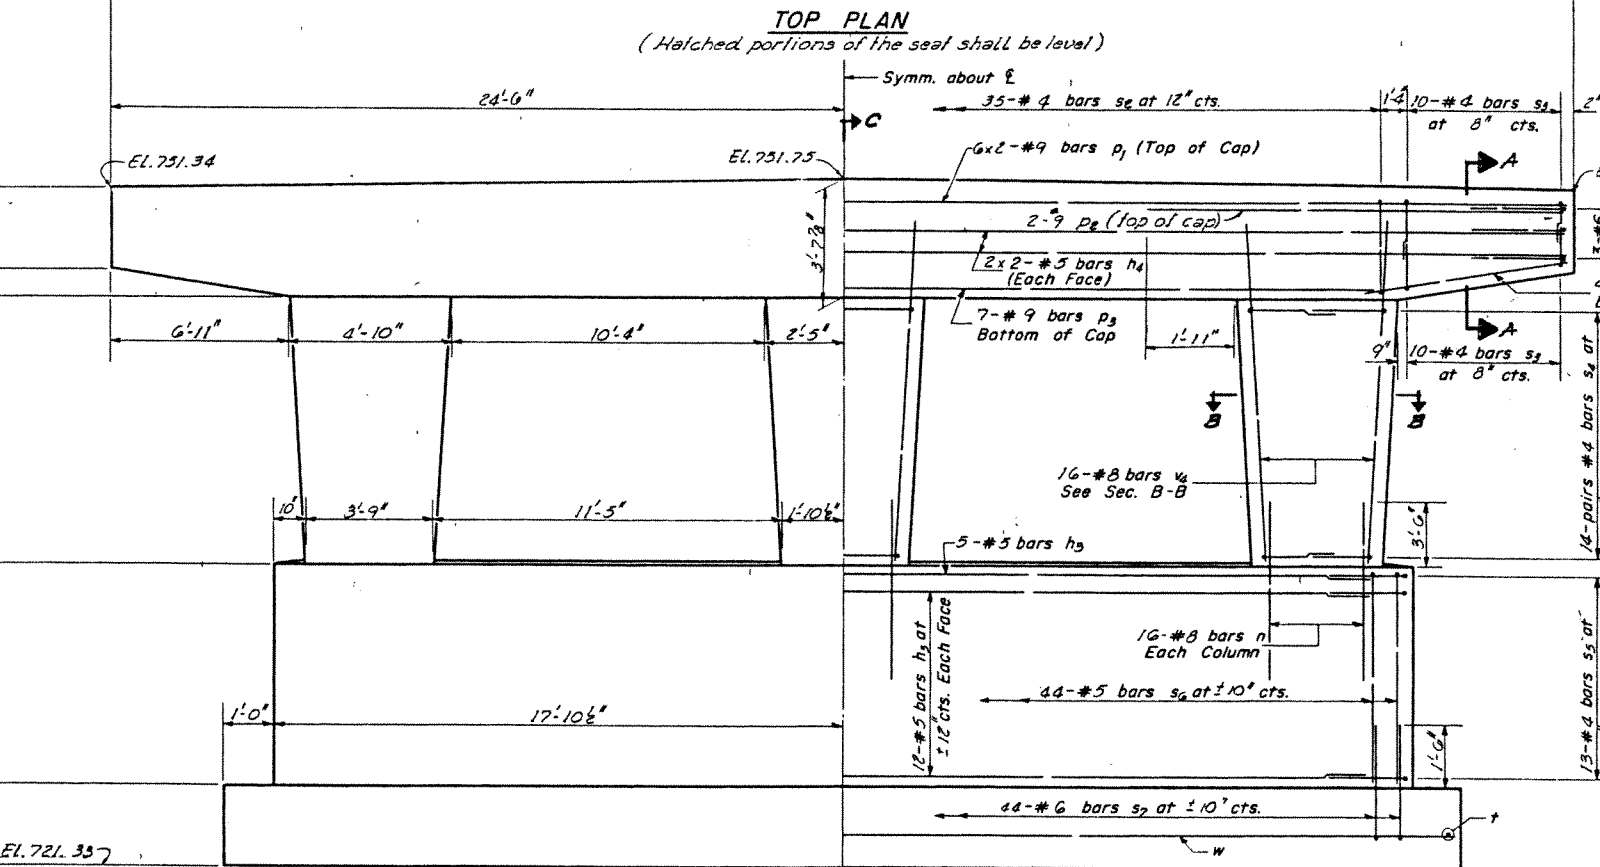 TOP PLAN
(Hatched portions of the seat shall be level)
Symm. about ℄
24'-6"
35-#4 bars s2 at 12" cts.
1'4"
10-#4 bars s3
at 8" cts.
2"
C
El. 751.34
El. 751.75
6x2-#9 bars p1 (Top of Cap)
A
2-#9 p2 (top of cap)
3'-7⅞"
2x2-#5 bars h4
(Each Face)
7-#9 bars p3
Bottom of Cap
A
6'-11"
4'-10"
10'-4"
2'-5"
1'-11"
9"
10-#4 bars s3
at 8" cts.
B
B
14-pairs #4 bars s4 at
16-#8 bars v4
See Sec. B-B
10"
3'-9"
11'-5"
1'-10½"
3'-6"
5-#5 bars h3
12-#5 bars h3 at
±12" cts. Each Face
16-#8 bars n
Each Column
13-#4 bars s5 at
44-#5 bars s6 at ±10" cts.
1'-0"
17'-10½"
1'-6"
44-#6 bars s7 at ±10" cts.
t
w
El. 721.33